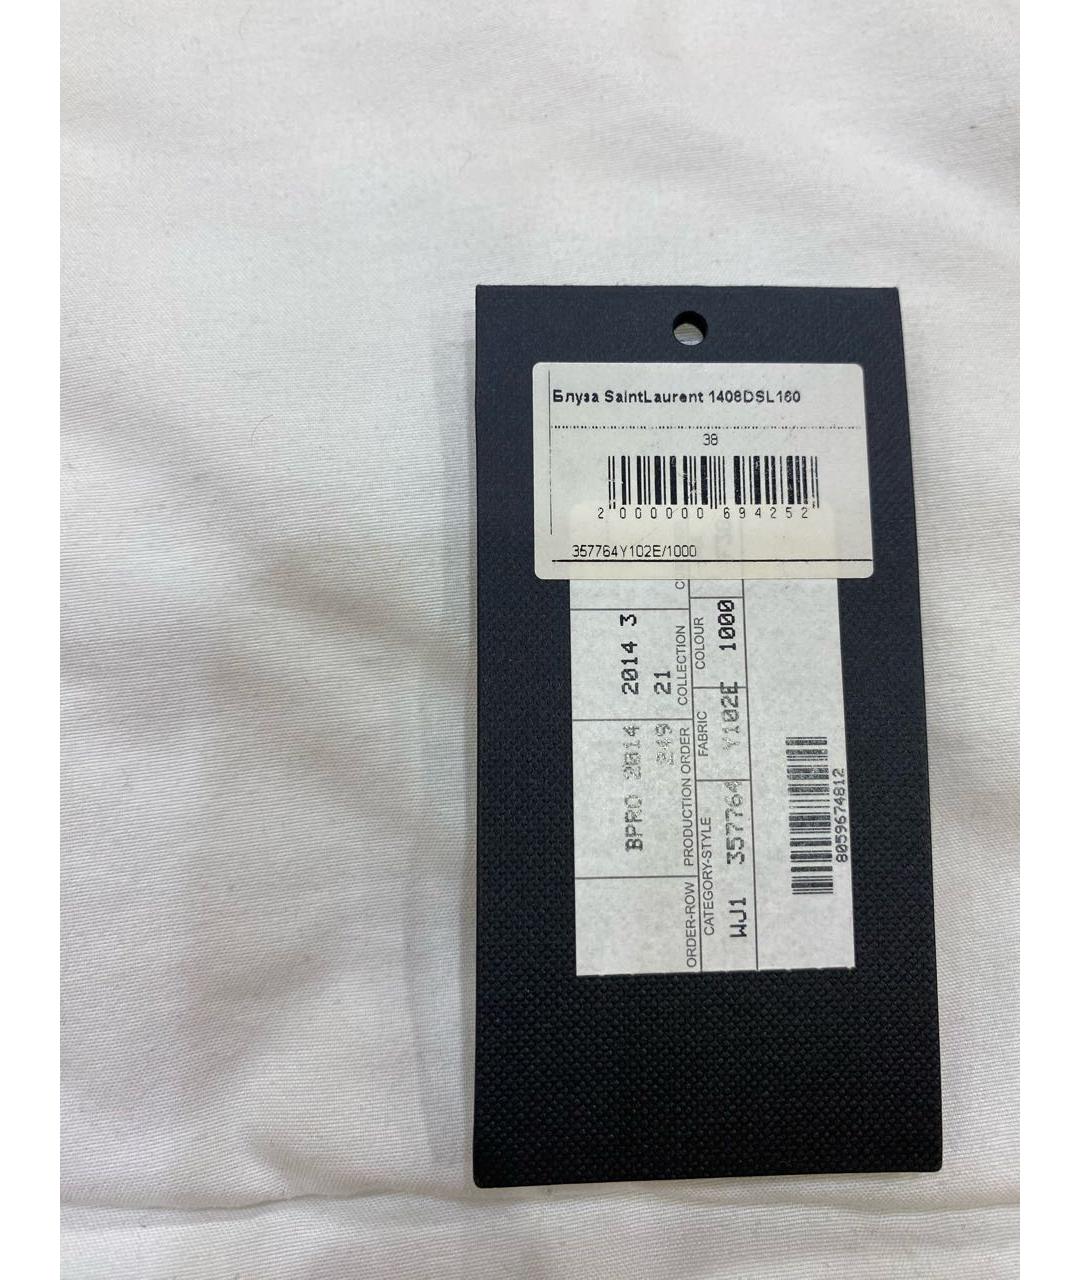 Блуза SaintLaurent 1408DSL160
38
2 000000 694252
357764Y102E/1000
2014 3
21
COLLECTION
BPRO 2014
249
PRODUCTION ORDER
ORDER-ROW
COLOUR
1000
FABRIC
Y102E
CATEGORY-STYLE
WJ1 357764
8059674812